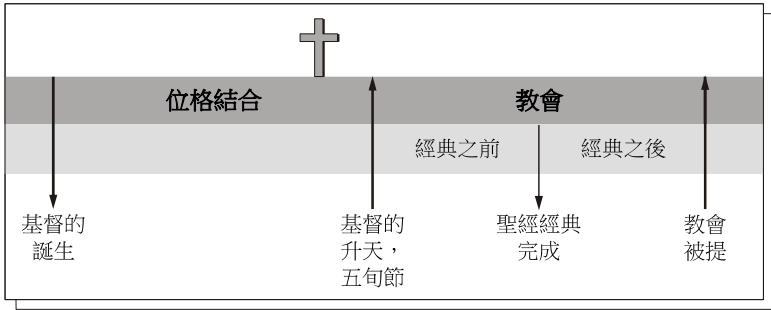 位格結合 教會
經典之前 經典之後
基督的
誕生
基督的
升天，
五旬節
聖經經典
完成
教會
被提